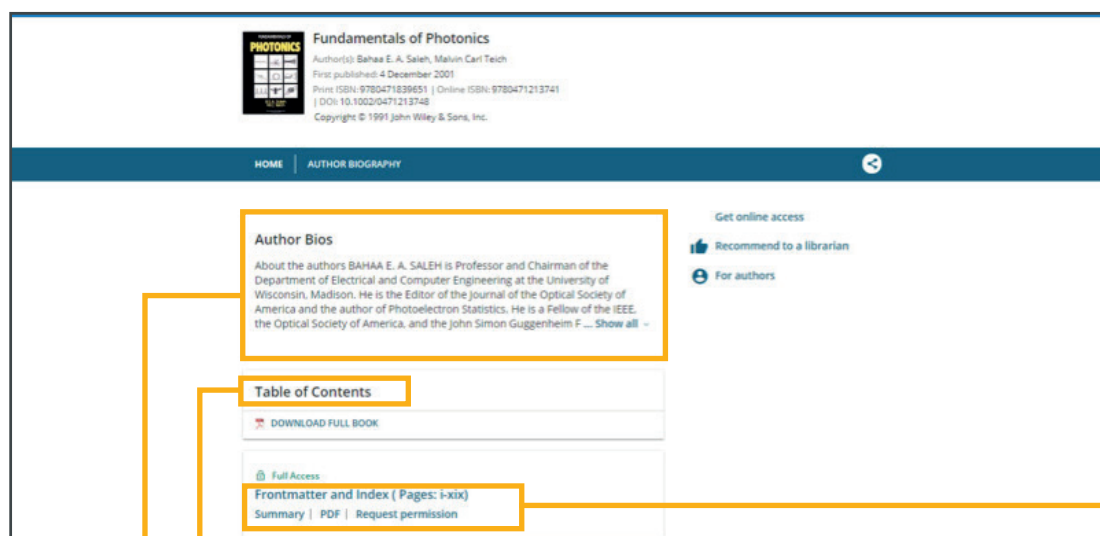 FUNDAMENTALS OF
PHOTONICS
Fundamentals of Photonics
Author(s): Bahaa E. A. Saleh, Malvin Carl Teich
First published: 4 December 2001
Print ISBN: 9780471839651 | Online ISBN: 9780471213741
| DOI: 10.1002/0471213748
Copyright © 1991 John Wiley & Sons, Inc.
HOME | AUTHOR BIOGRAPHY
Get online access
Recommend to a librarian
For authors
Author Bios
About the authors BAHAA E. A. SALEH is Professor and Chairman of the
Department of Electrical and Computer Engineering at the University of
Wisconsin, Madison. He is the Editor of the Journal of the Optical Society of
America and the author of Photoelectron Statistics. He is a Fellow of the IEEE,
the Optical Society of America, and the John Simon Guggenheim F ... Show all
Table of Contents
DOWNLOAD FULL BOOK
Full Access
Frontmatter and Index ( Pages: i-xix)
Summary | PDF | Request permission